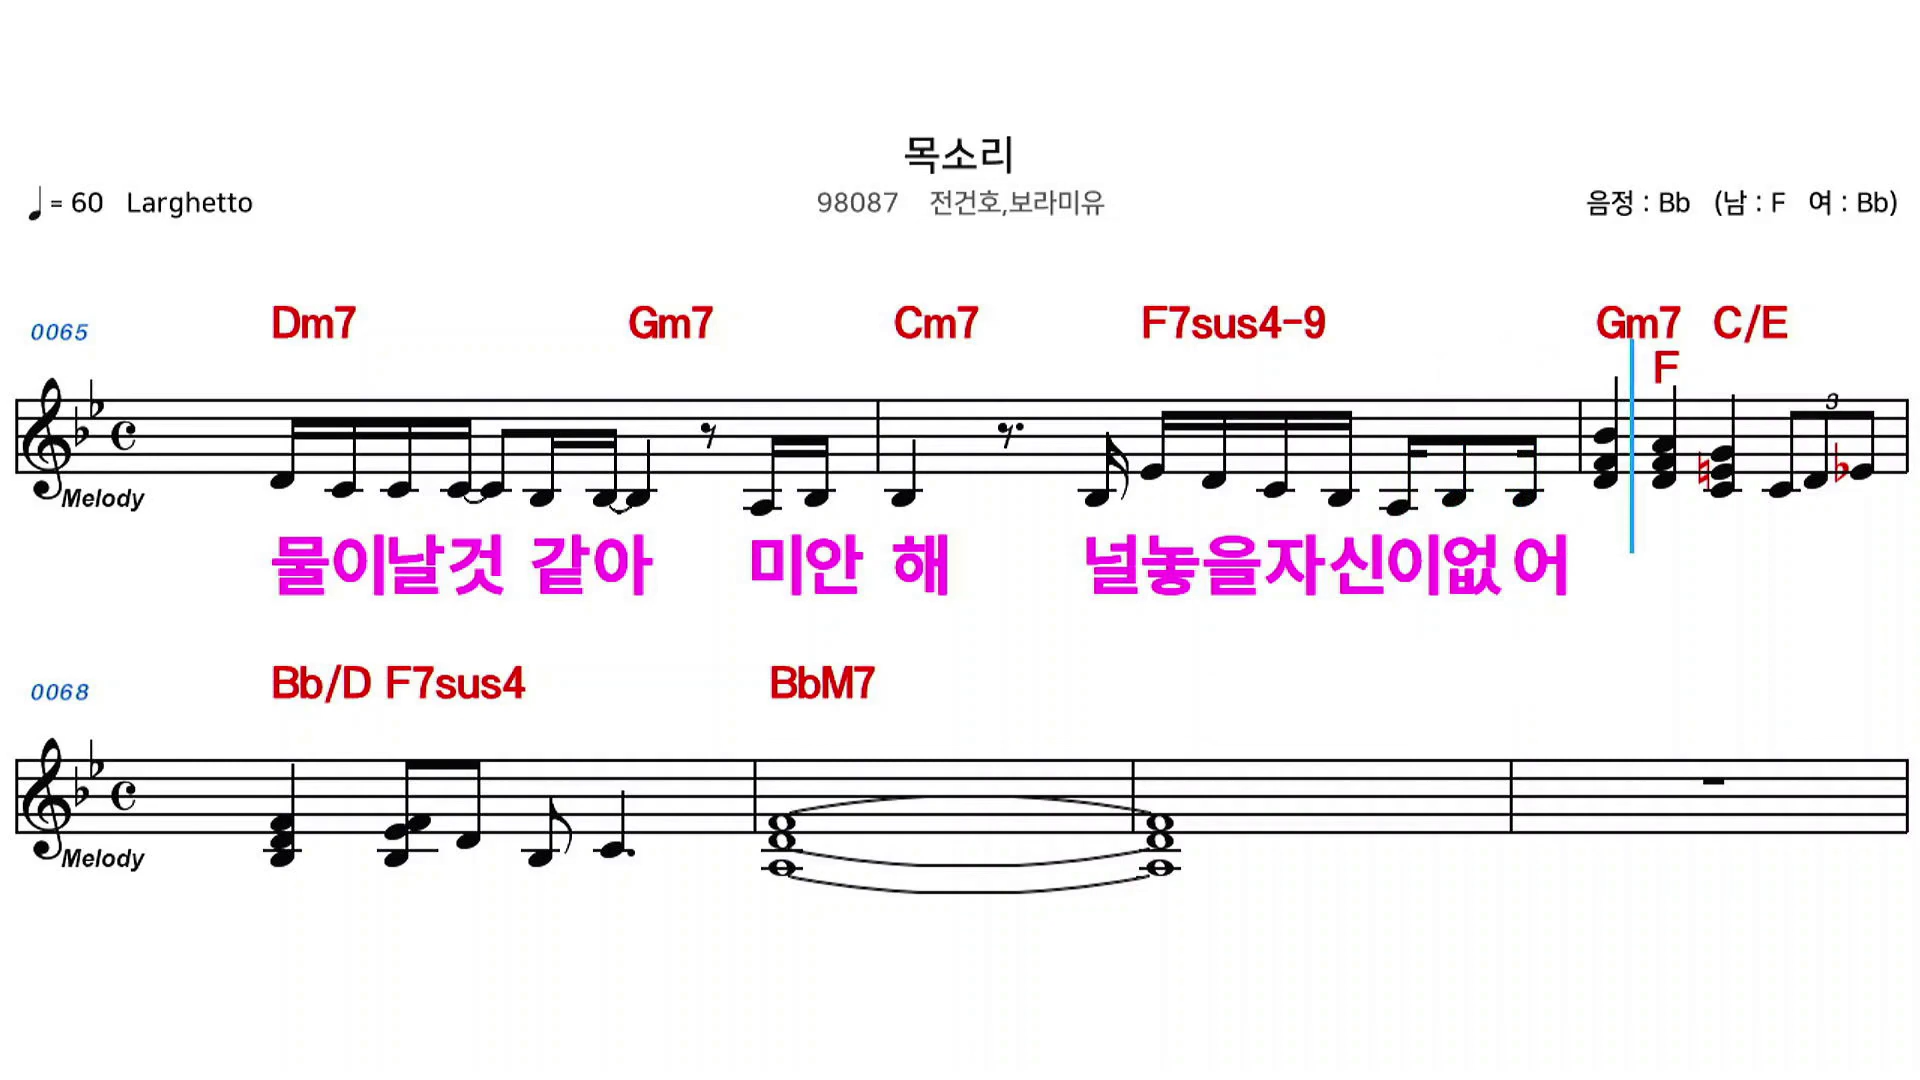 목소리
♩= 60 Larghetto 98087 전건호,보라미유 음정 : Bb (남 : F 여 : Bb)
0065 Dm7 Gm7 Cm7 F7sus4-9 Gm7 C/E
F
3
Melody
물이날것 같아 미안 해 널놓을자신이없 어
0068 Bb/D F7sus4 BbM7
Melody